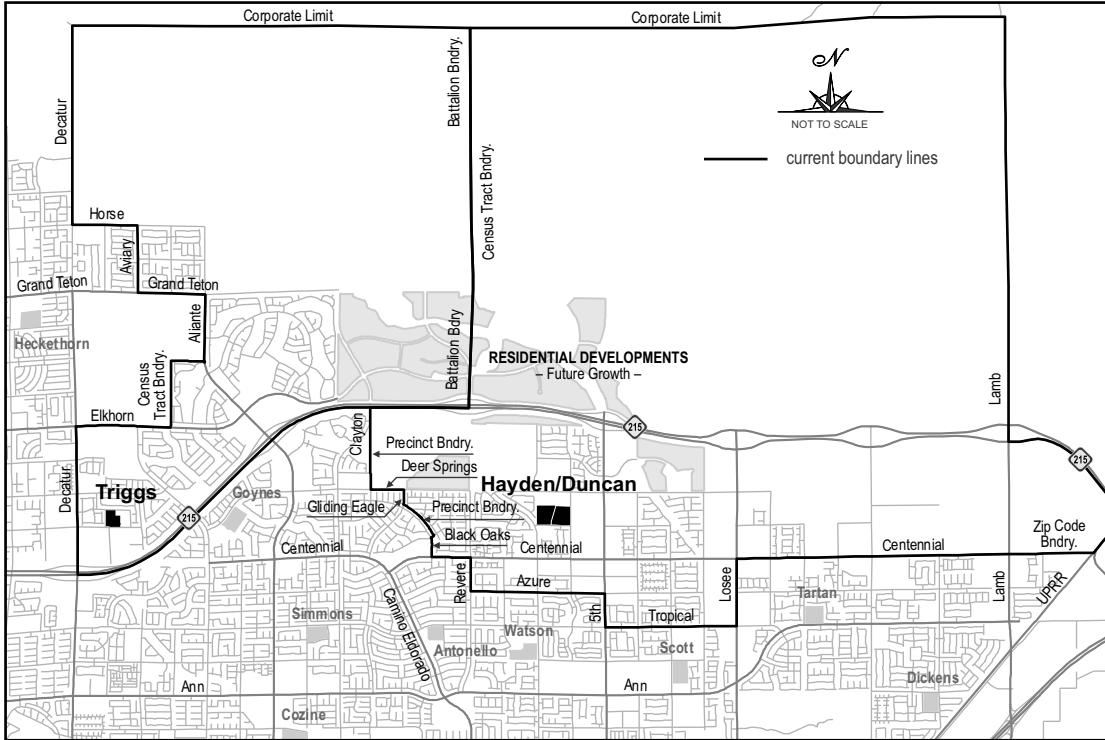 Corporate Limit
Corporate Limit
N
NOT TO SCALE
current boundary lines
Decatur
Battalion Bndry.
Census Tract Bndry.
Horse
Aviary
Grand Teton
Grand Teton
Aliante
Heckethorn
Census
Tract Bndry.
Battalion Bdry
RESIDENTIAL DEVELOPMENTS
– Future Growth –
Lamb
Elkhorn
Clayton
215
215
Precinct Bndry.
Deer Springs
Decatur
Triggs
Goynes
Hayden/Duncan
Gliding Eagle
Precinct Bndry.
215
Black Oaks
Zip Code
Bndry.
Centennial
Centennial
Centennial
Revere
Azure
Losee
Lamb
UPRR
Tartan
Simmons
Camino Eldorado
5th
Tropical
Watson
Antonello
Scott
Dickens
Ann
Ann
Cozine